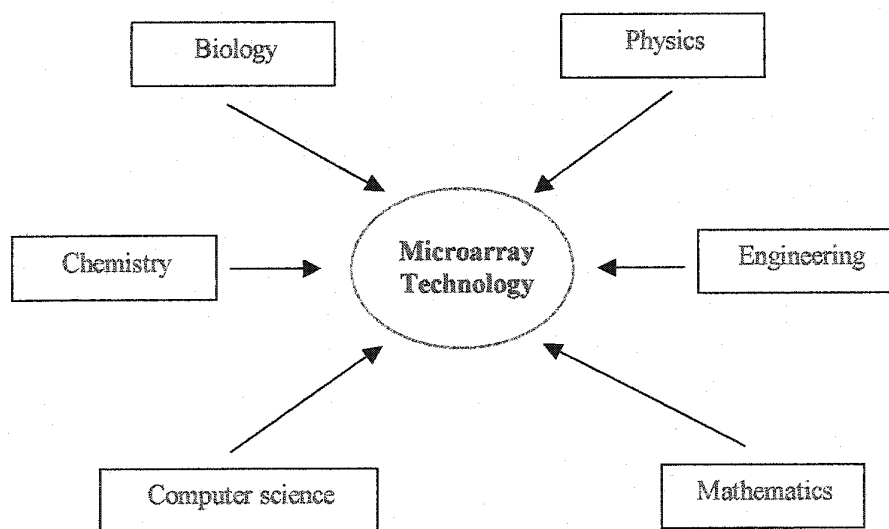 Biology
Physics
Chemistry
Microarray
Technology
Engineering
Computer science
Mathematics